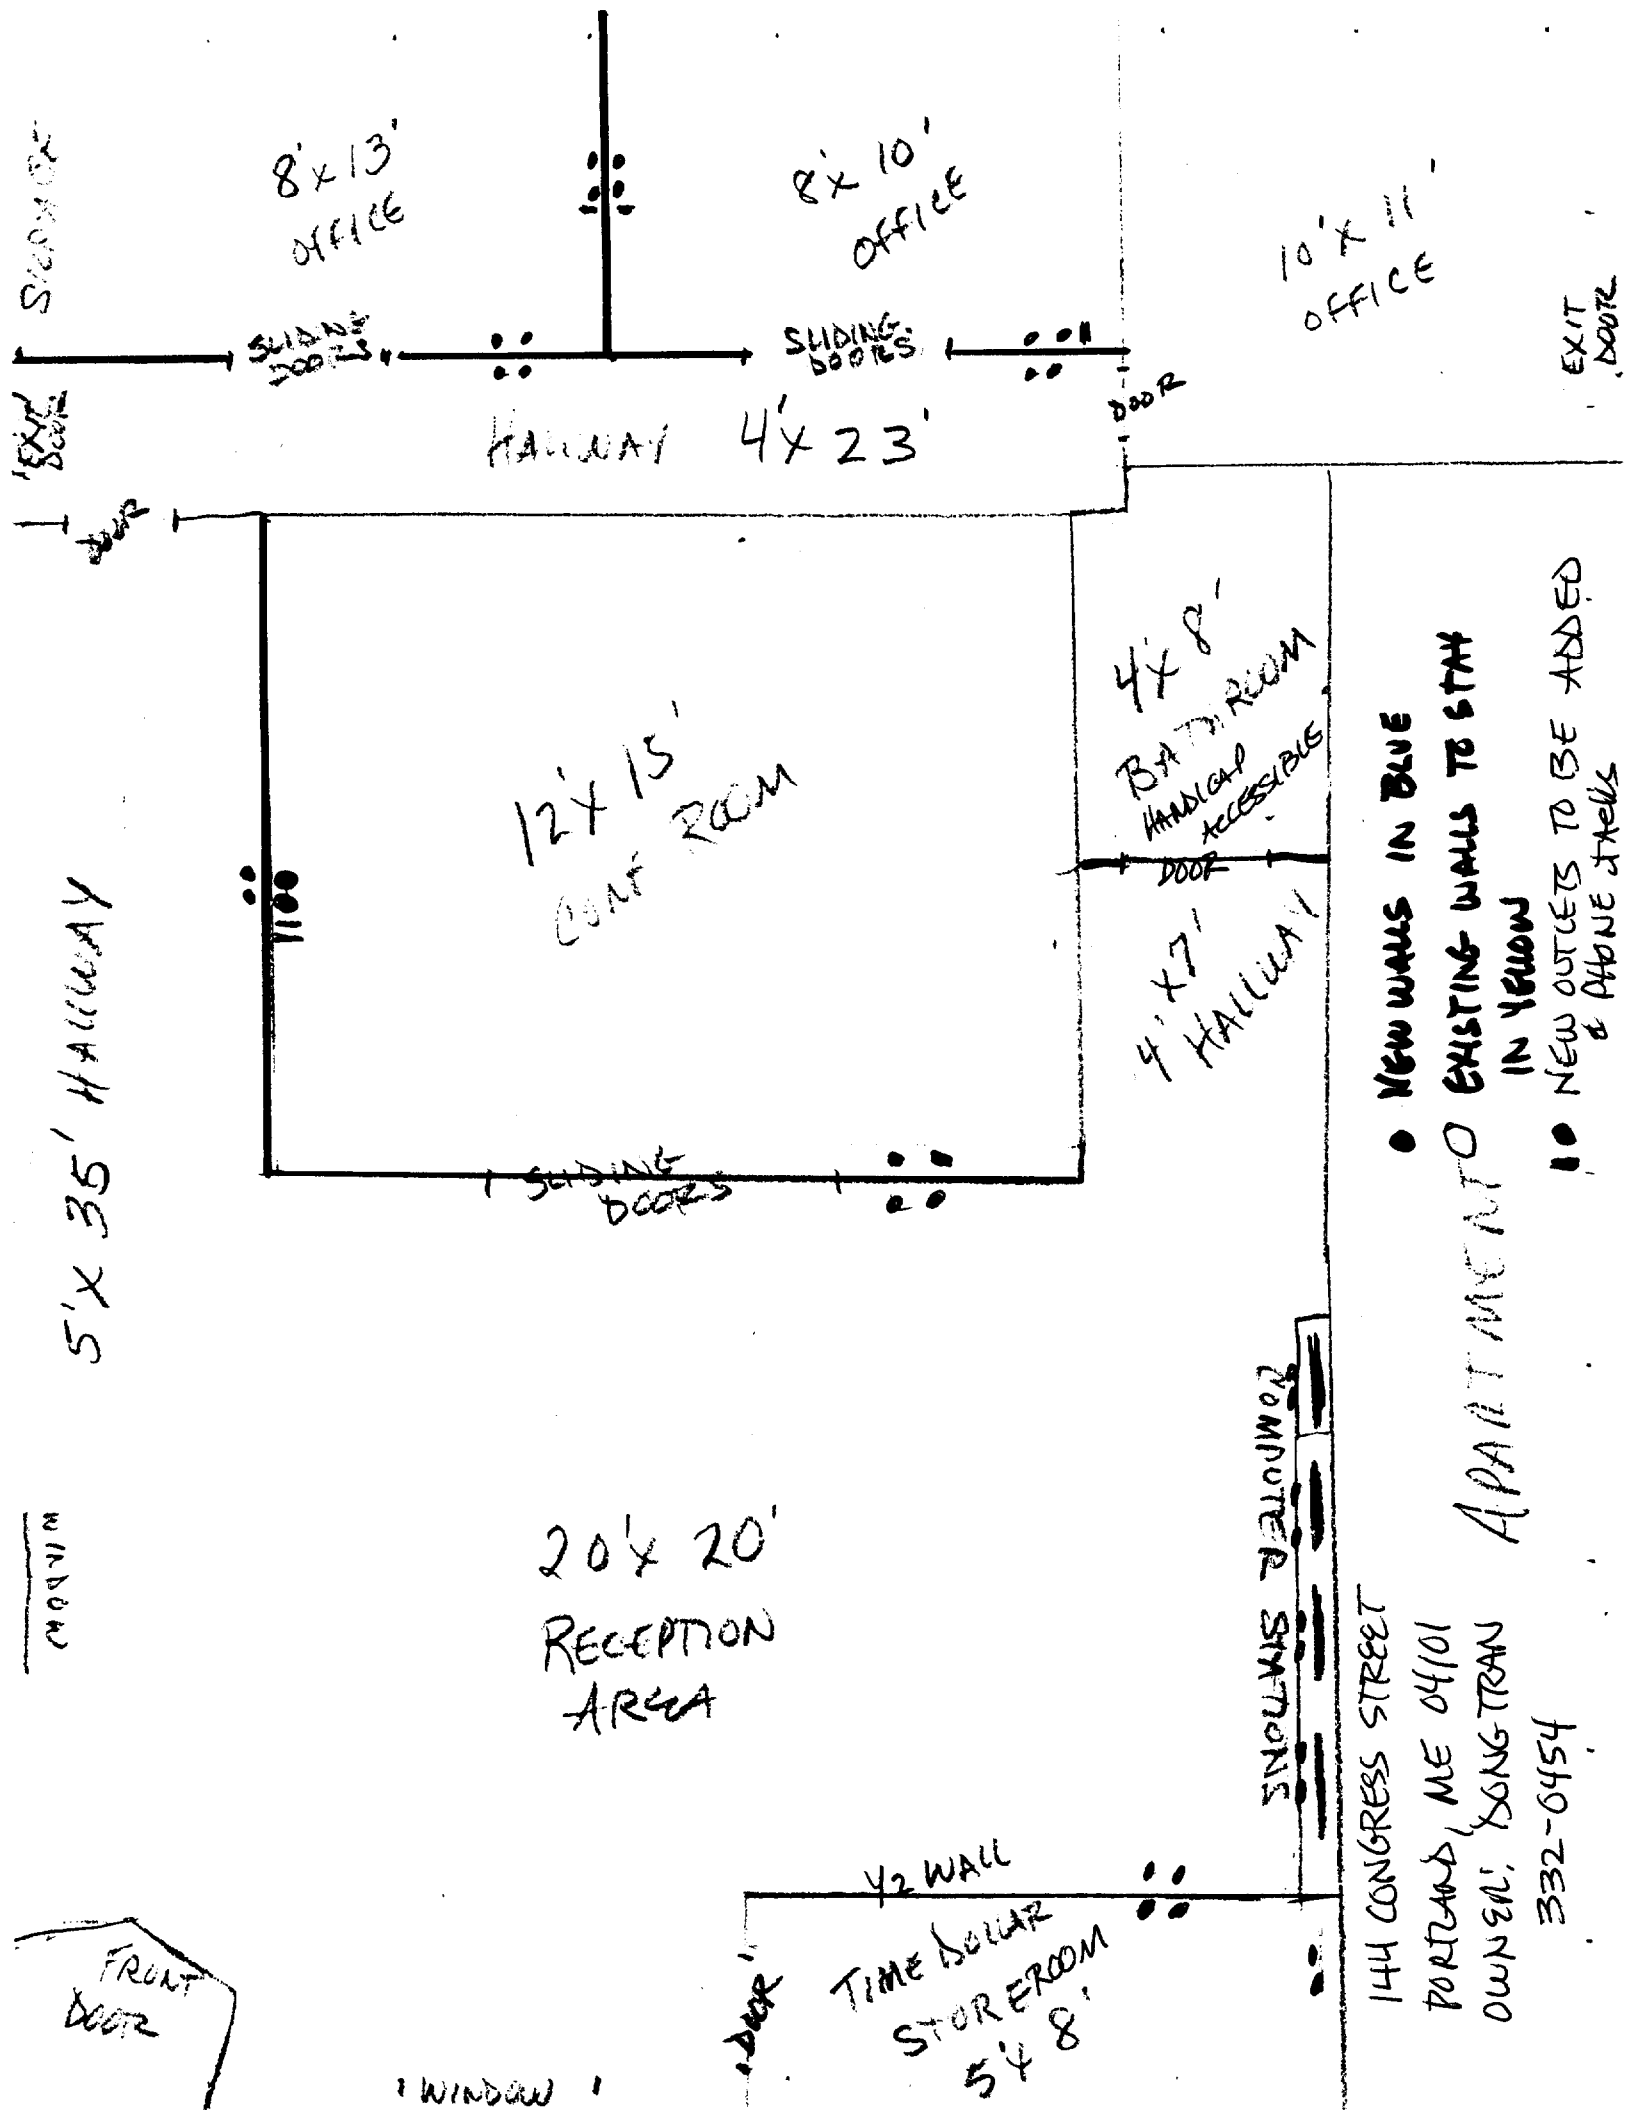 8' x 13'
OFFICE
8' x 10'
OFFICE
10' x 11'
OFFICE
EXIT
DOOR
SLIDING
DOORS
SLIDING
DOORS
DOOR
EXIT
DOOR
HALLWAY 4' x 23'
DOOR
4' x 8'
BATHROOM
HANDICAP
ACCESSIBLE
DOOR
4' x 7'
HALLWAY
12' x 15'
CONF ROOM
5' x 35' HALLWAY
SLIDING
DOORS
NEW WALLS IN BLUE
EXISTING WALLS TO STAY
IN YELLOW
NEW OUTLETS TO BE ADDED
& PHONE JACKS
APARTMENT
COMPUTER STATIONS
WINDOW
20' x 20'
RECEPTION
AREA
1/2 WALL
TIME DOLLAR
STOREROOM
5' x 8'
DOOR
FRONT
DOOR
WINDOW
144 CONGRESS STREET
PORTLAND, ME 04101
OWNER: DONG TRAN
332-0454